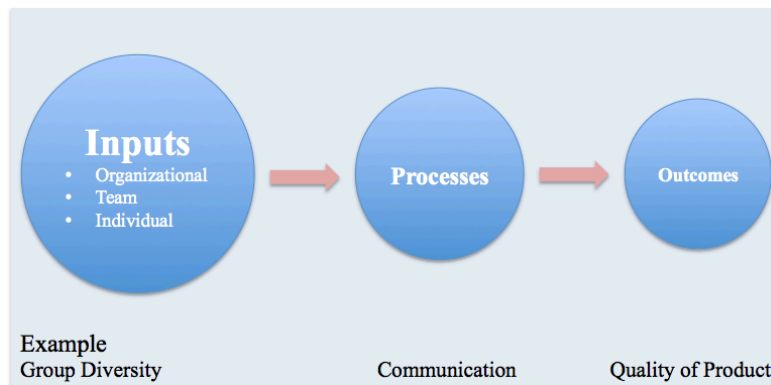 Inputs
• Organizational
• Team
• Individual
Processes
Outcomes
Example
Group Diversity
Communication
Quality of Product